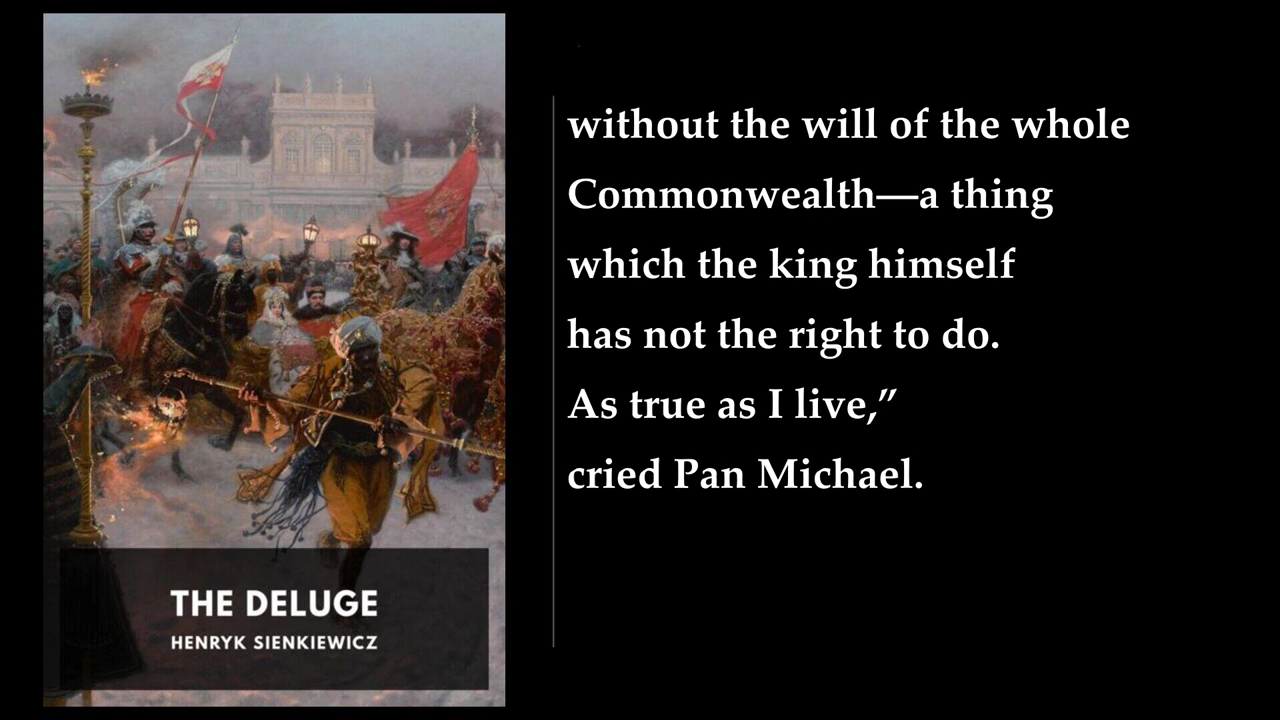 without the will of the whole
Commonwealth—a thing
which the king himself
has not the right to do.
As true as I live,”
cried Pan Michael.
THE DELUGE
HENRYK SIENKIEWICZ